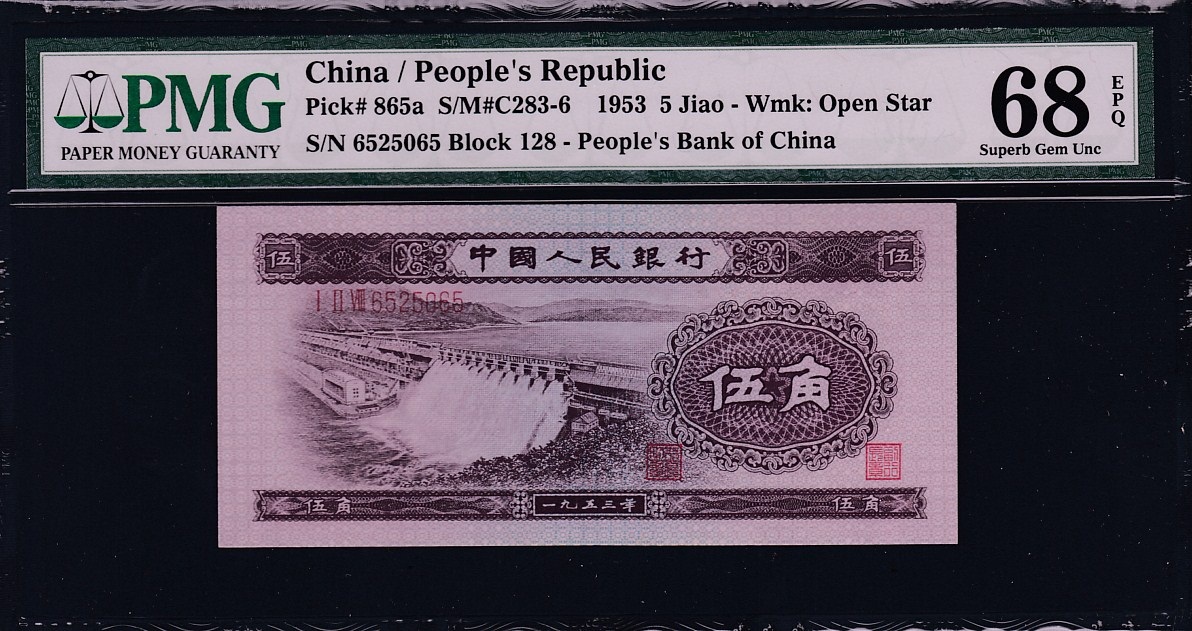 PMG
PAPER MONEY GUARANTY
China / People's Republic
Pick# 865a S/M#C283-6 1953 5 Jiao - Wmk: Open Star
S/N 6525065 Block 128 - People's Bank of China
68
EPQ
Superb Gem Unc
伍 中國人民銀行 伍
I II VIII 6525065
伍角
伍角 一九五三年 伍角